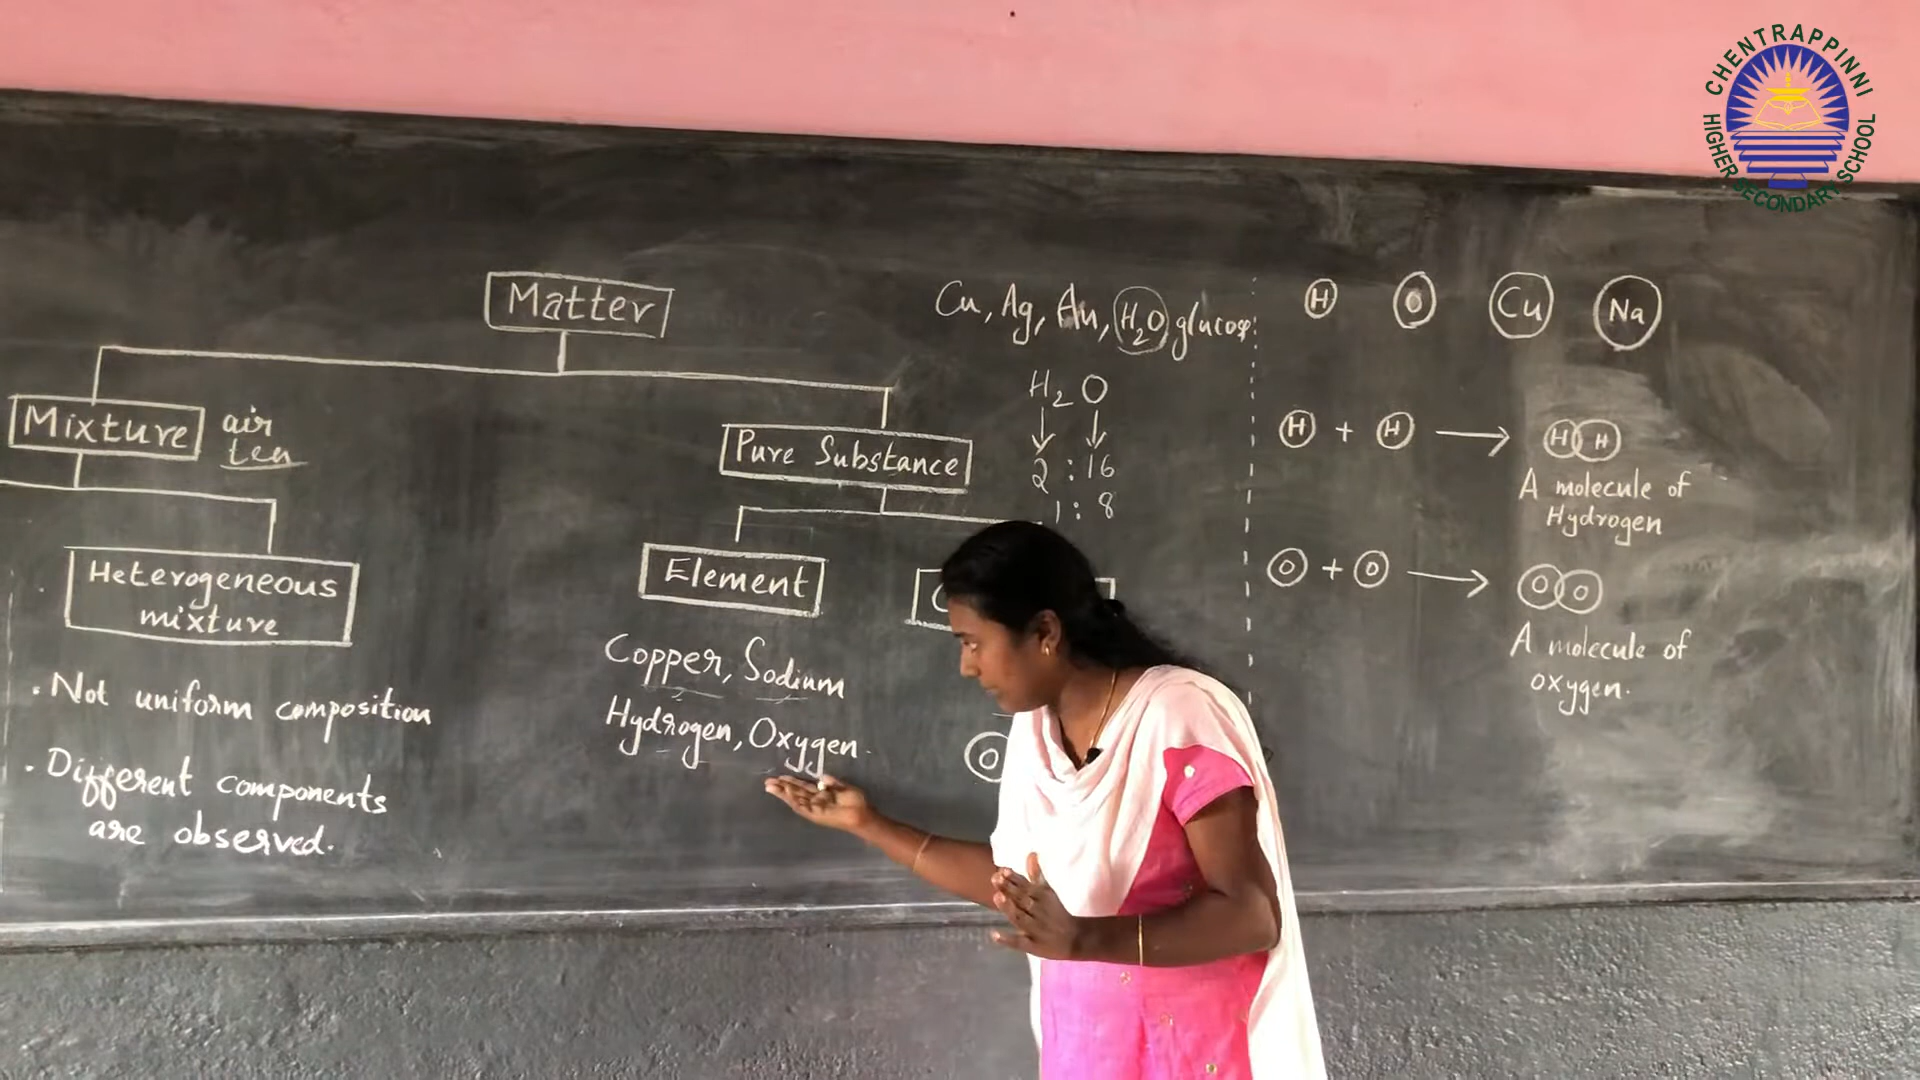 CHENTRAPPINNI
HIGHER SECONDARY SCHOOL
Matter
Mixture
air
tea
Heterogeneous
mixture
. Not uniform composition
. Different components
are observed.
Pure Substance
Element
Copper, Sodium
Hydrogen, Oxygen.
C
O
Cu, Ag, Au, H₂O glucose
H₂O
2 : 16
1 : 8
H O Cu Na
H + H → H H
A molecule of
Hydrogen
O + O → O O
A molecule of
oxygen.